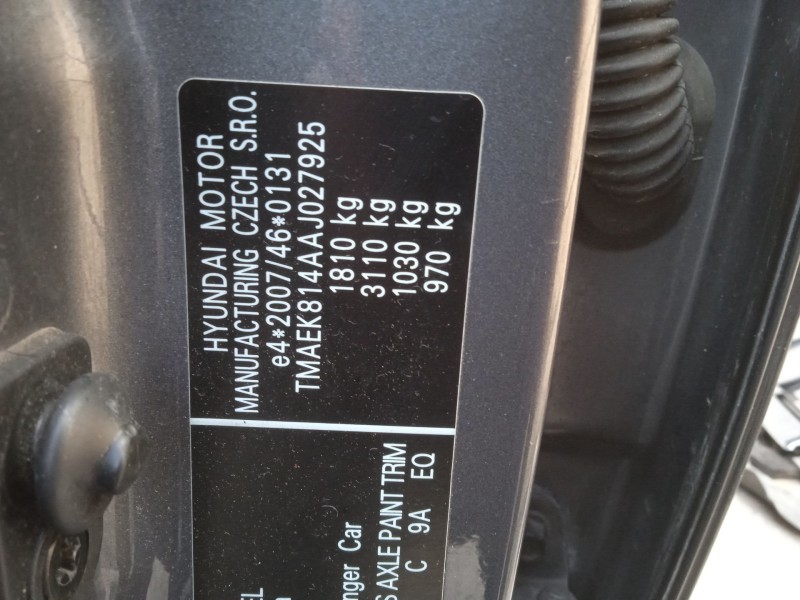 HYUNDAI MOTOR
MANUFACTURING CZECH S.R.O.
e4*2007/46*0131
TMAEK814AAJ027925
1810 kg
3110 kg
1030 kg
970 kg
Car
AXLE PAINT TRIM
C 9A EQ